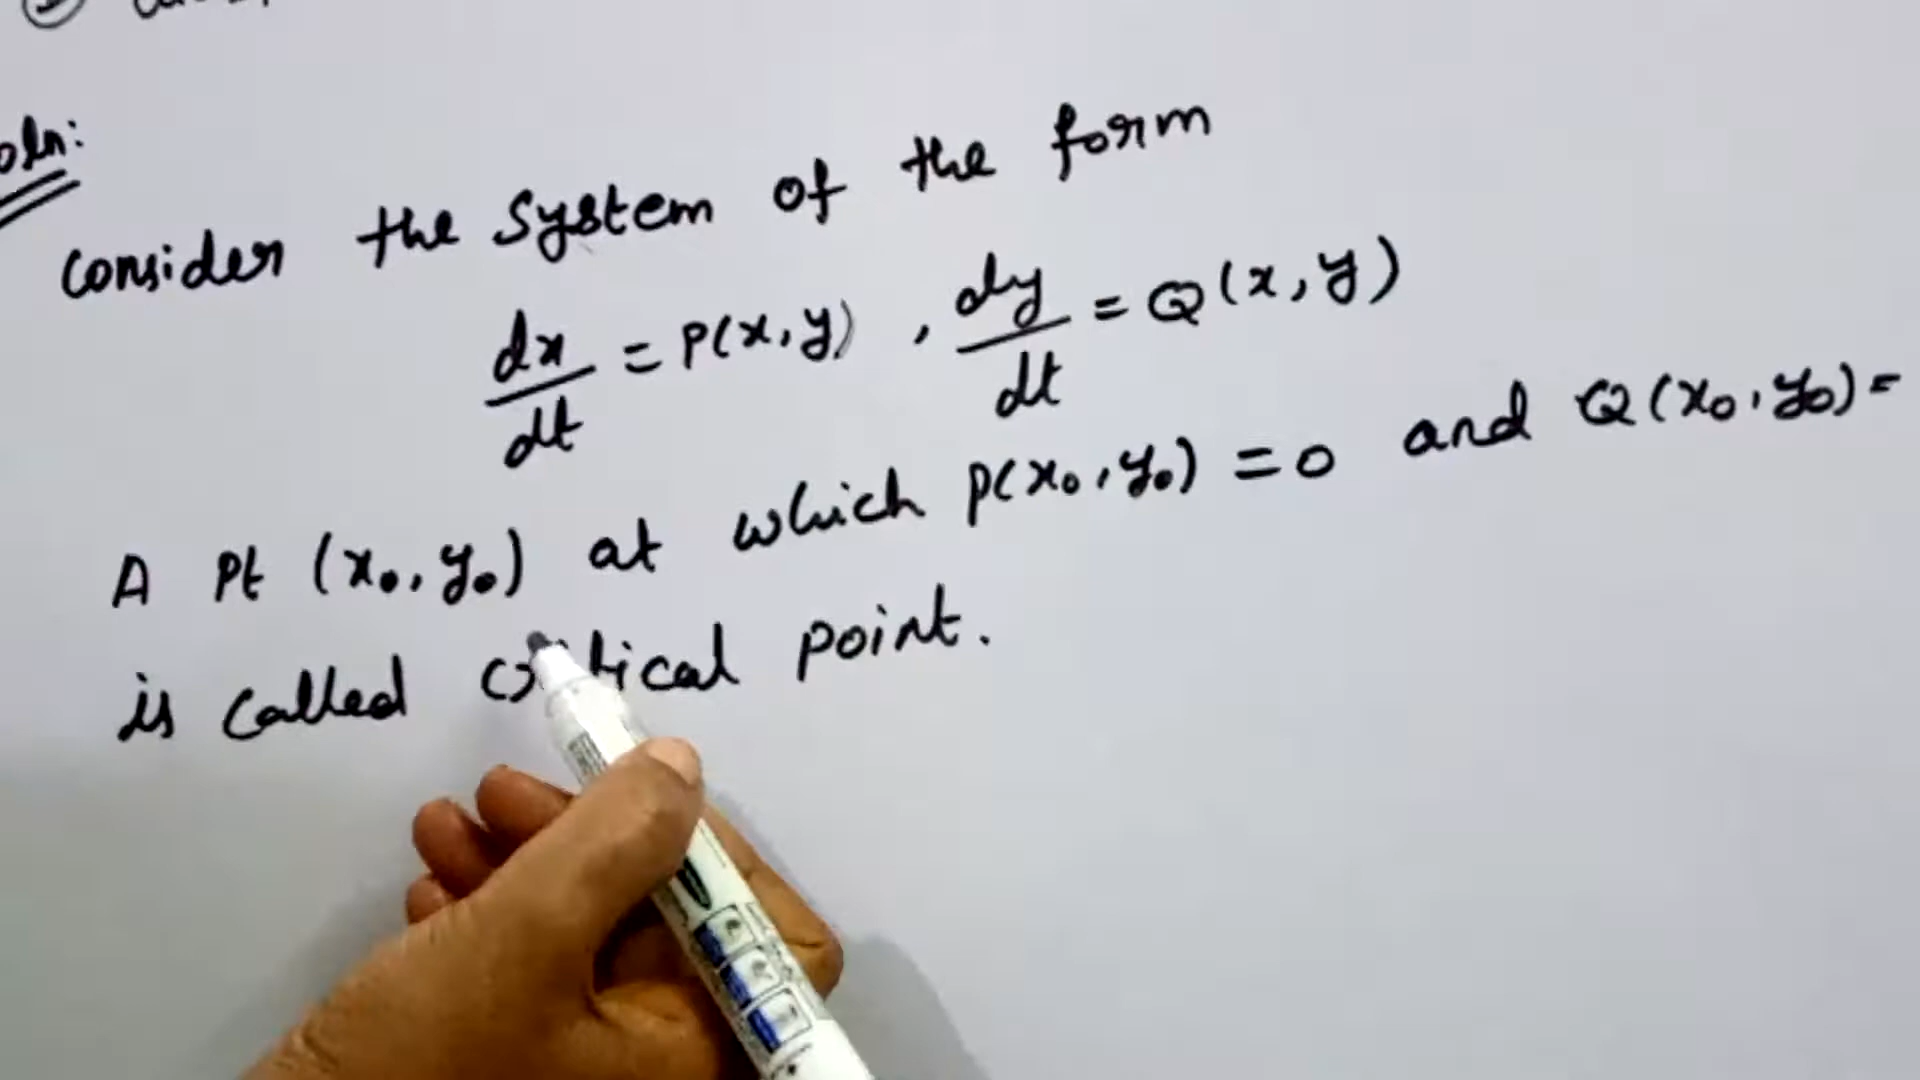 oln:
Consider the System of the form
dx/dt = P(x,y) , dy/dt = Q(x,y)
A Pt (x₀,y₀) at which P(x₀,y₀) = 0 and Q(x₀,y₀) =
is called critical point.